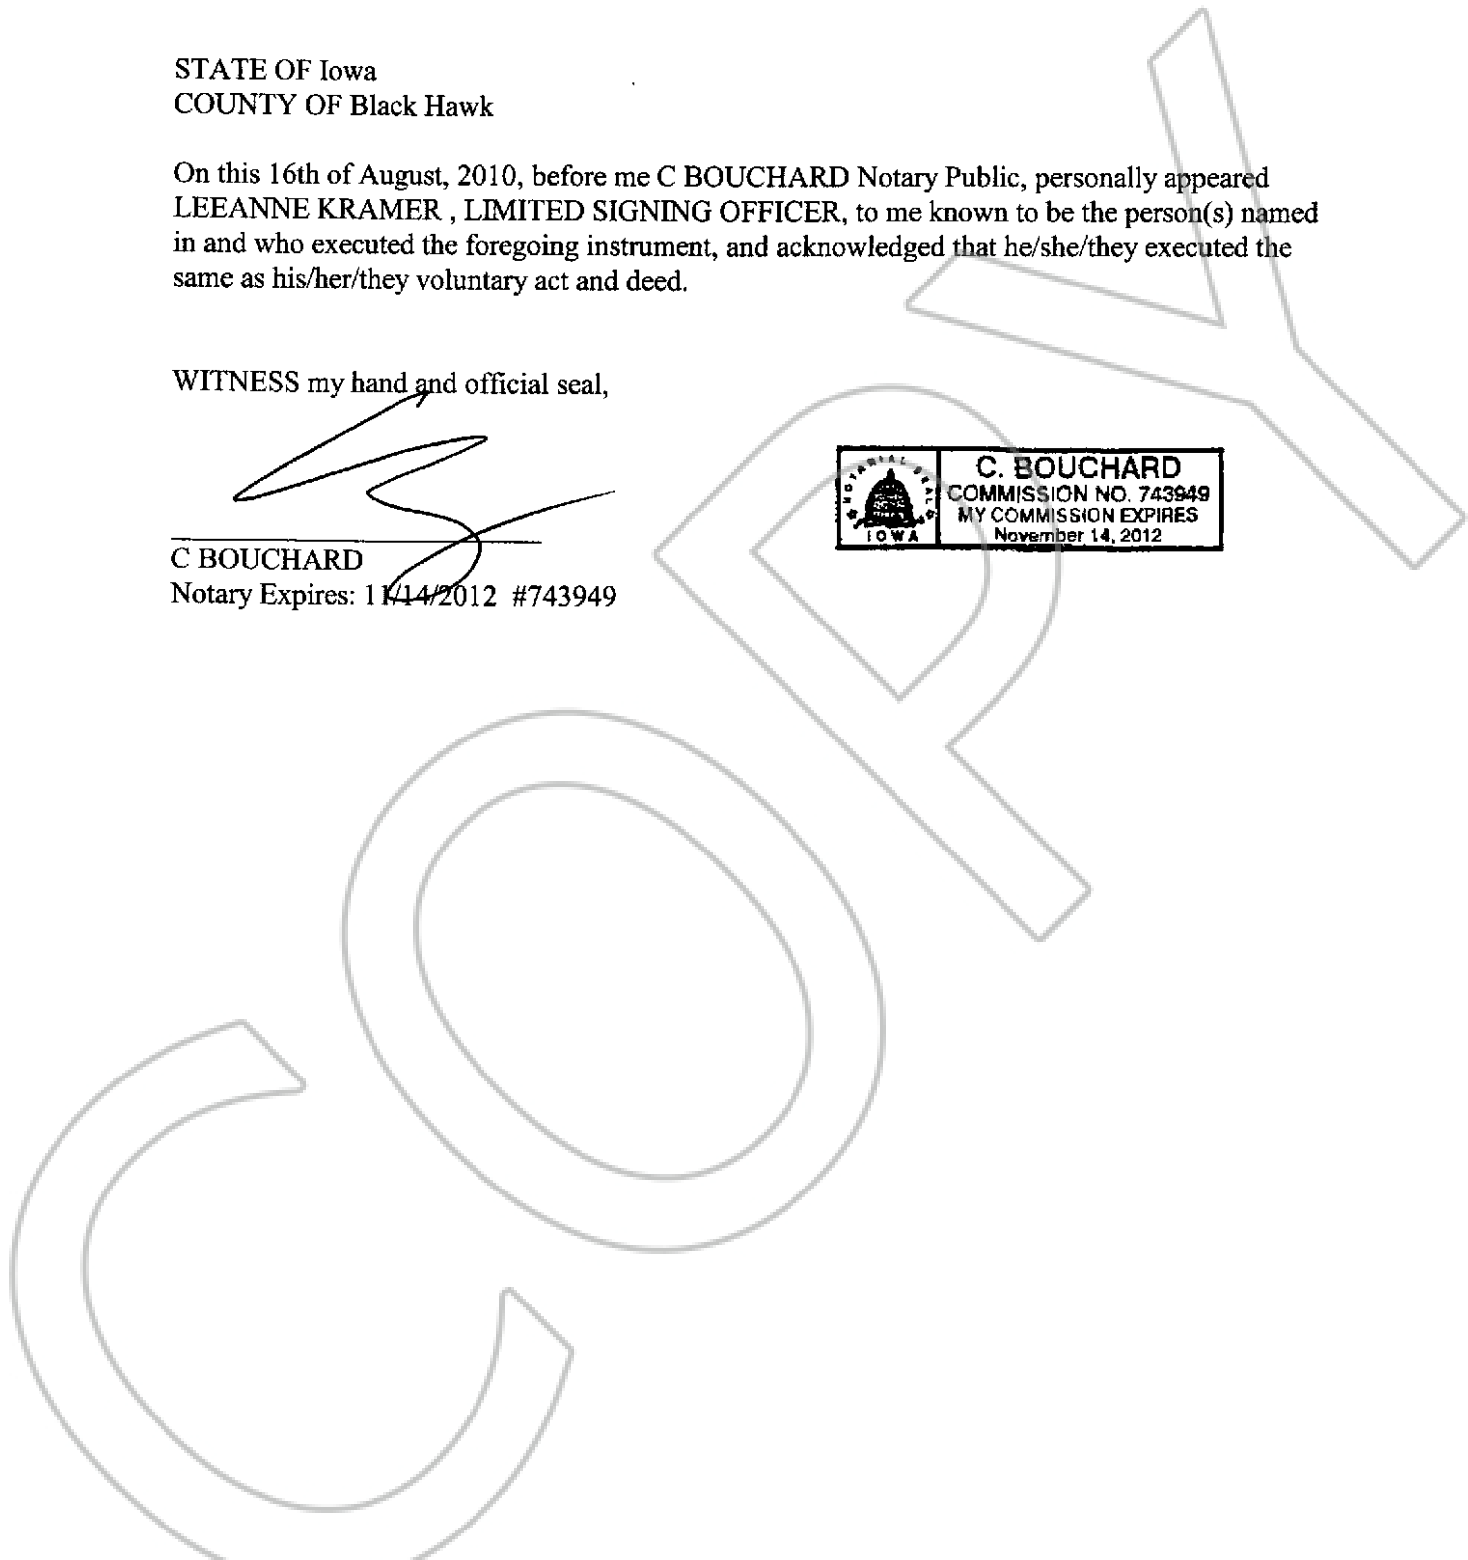 STATE OF Iowa
COUNTY OF Black Hawk
On this 16th of August, 2010, before me C BOUCHARD Notary Public, personally appeared
LEEANNE KRAMER , LIMITED SIGNING OFFICER, to me known to be the person(s) named
in and who executed the foregoing instrument, and acknowledged that he/she/they executed the
same as his/her/they voluntary act and deed.
WITNESS my hand and official seal,
C BOUCHARD
Notary Expires: 11/14/2012 #743949
NOTARIAL SEAL
IOWA
C. BOUCHARD
COMMISSION NO. 743949
MY COMMISSION EXPIRES
November 14, 2012
COPY